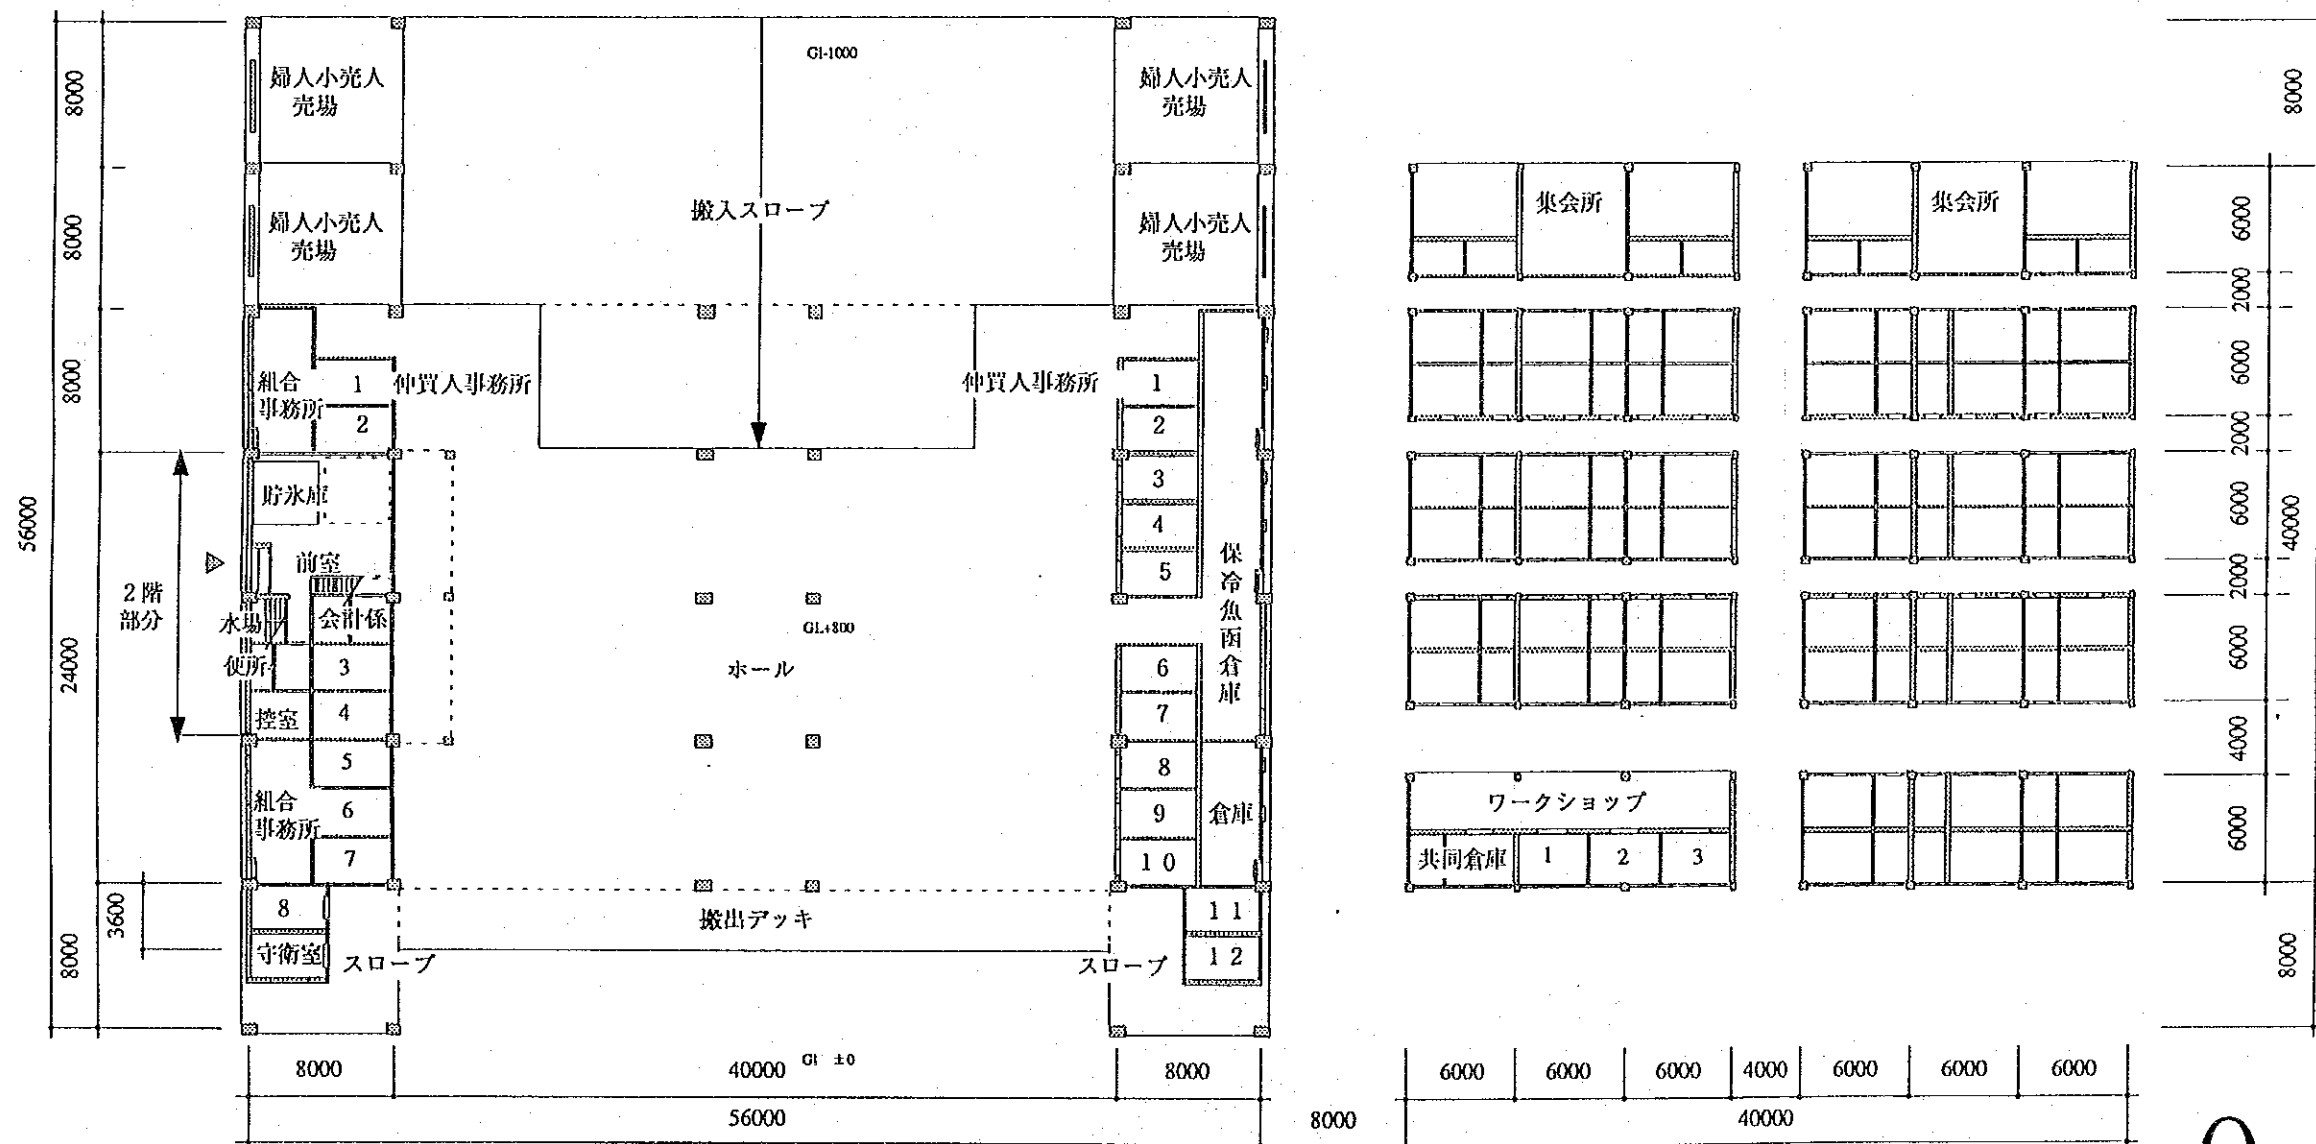 Gl-1000
婦人小売人
売場
婦人小売人
売場
搬入スロープ
婦人小売人
売場
婦人小売人
売場
集会所
集会所
組合
事務所
1
2
仲買人事務所
仲買人事務所
1
2
3
4
5
貯氷庫
前室
2階
部分
水場
会計係
便所
3
控室
4
5
組合
事務所
6
7
GL+800
ホール
保冷魚函倉庫
6
7
8
9
10
倉庫
ワークショップ
共同倉庫
1
2
3
8
守衛室
スロープ
搬出デッキ
スロープ
11
12
8000
8000
8000
56000
24000
3600
8000
8000
6000
2000
6000
2000
6000
2000
6000
4000
6000
40000
8000
8000
40000
Gl ±0
8000
56000
8000
6000
6000
6000
4000
6000
6000
6000
40000